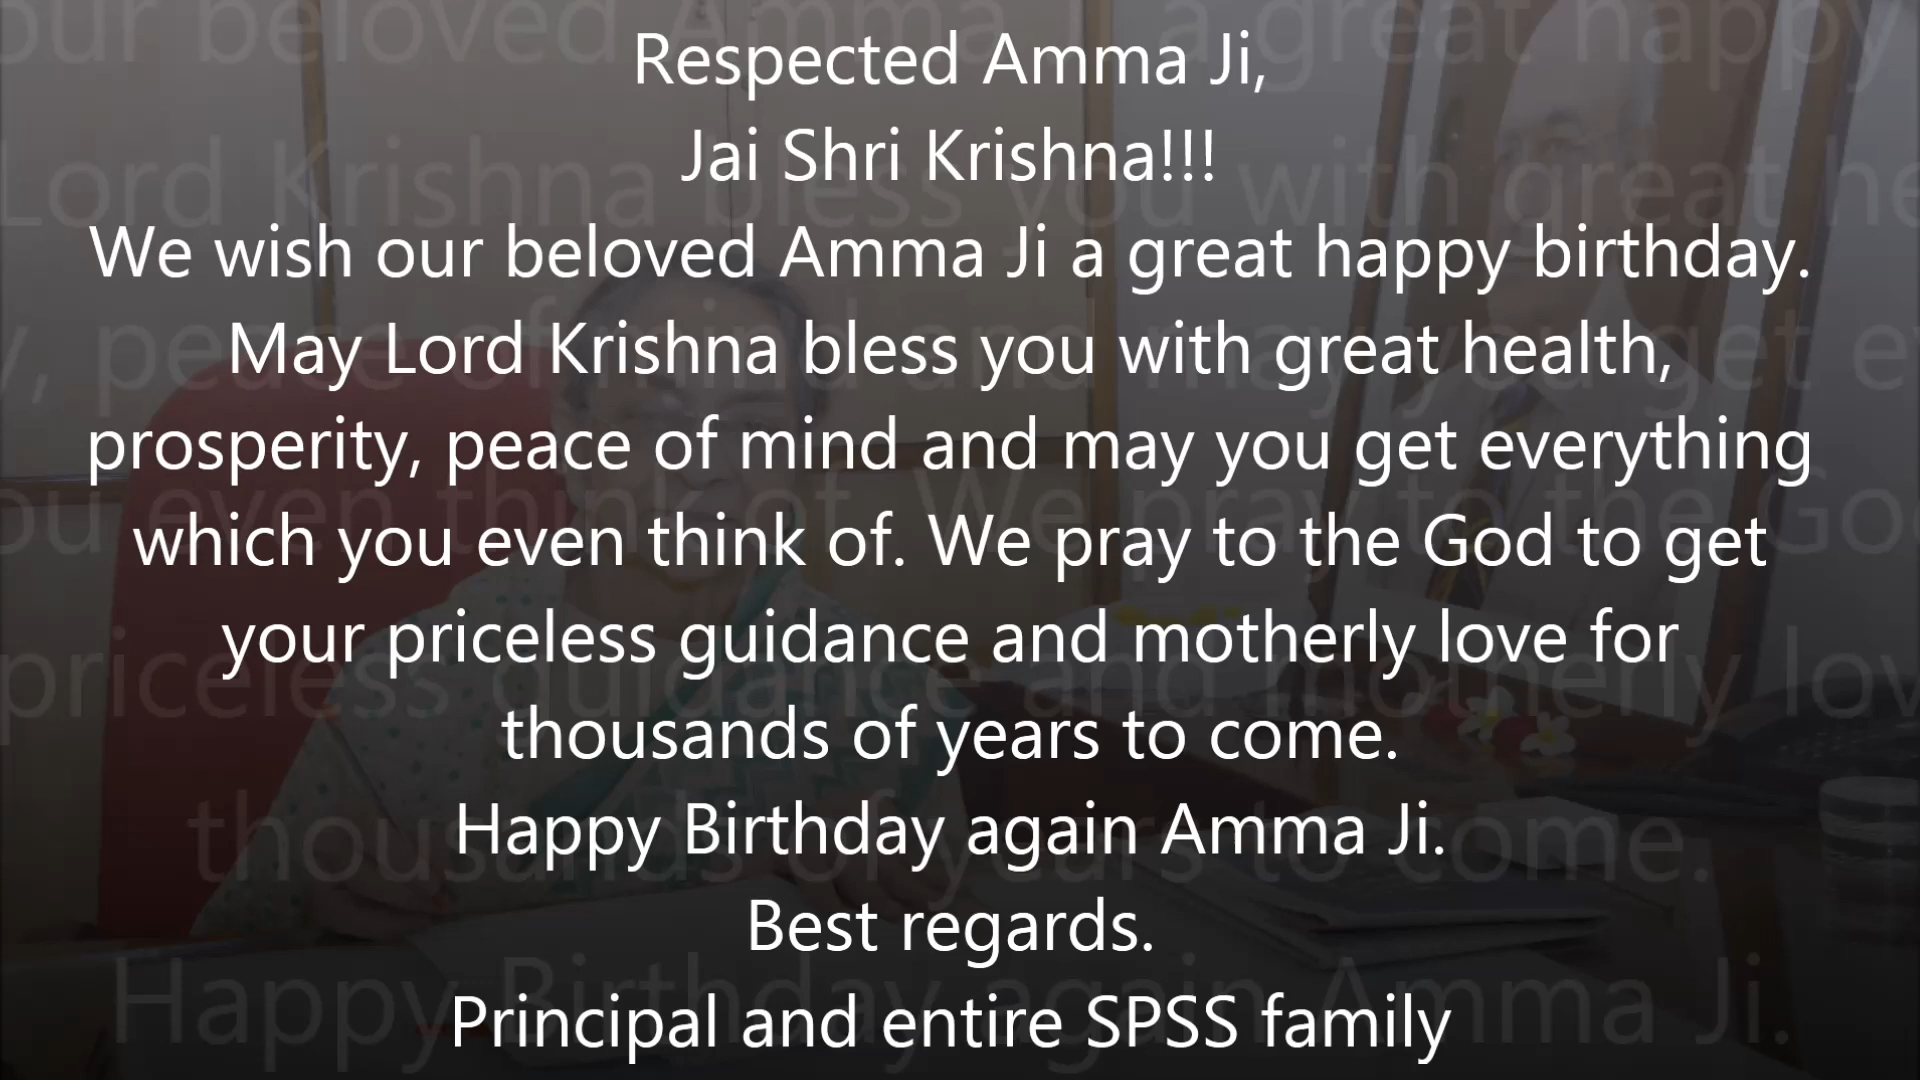 Respected Amma Ji,
Jai Shri Krishna!!!
We wish our beloved Amma Ji a great happy birthday.
May Lord Krishna bless you with great health,
prosperity, peace of mind and may you get everything
which you even think of. We pray to the God to get
your priceless guidance and motherly love for
thousands of years to come.
Happy Birthday again Amma Ji.
Best regards.
Principal and entire SPSS family